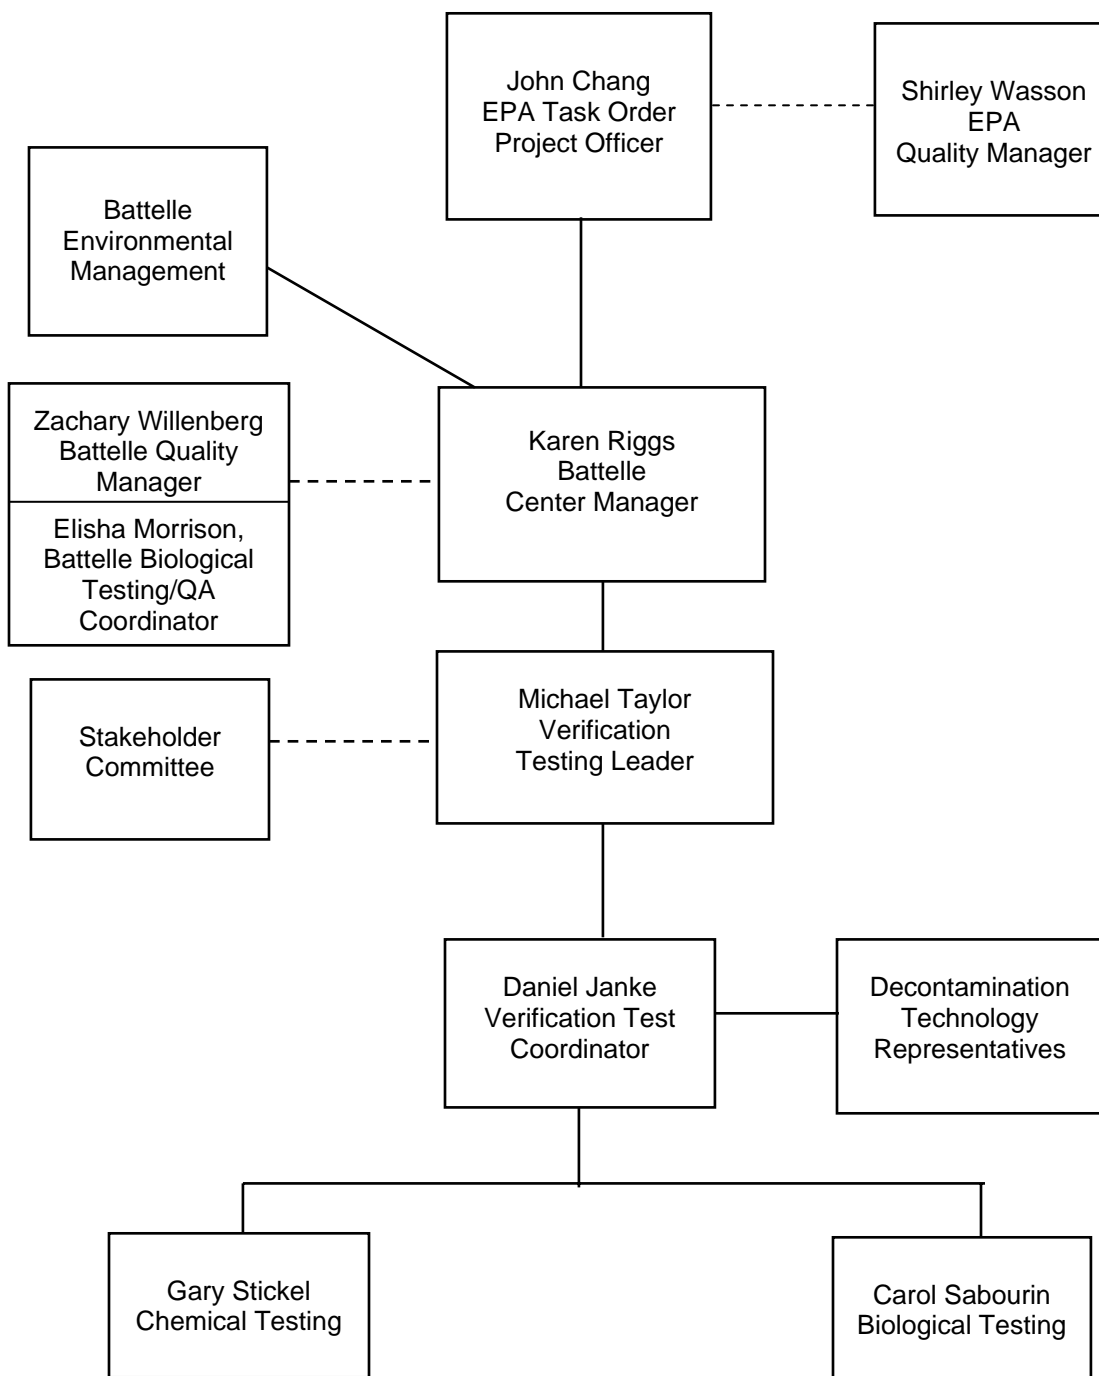 John Chang
EPA Task Order
Project Officer
Shirley Wasson
EPA
Quality Manager
Battelle
Environmental
Management
Zachary Willenberg
Battelle Quality
Manager
Elisha Morrison,
Battelle Biological
Testing/QA
Coordinator
Karen Riggs
Battelle
Center Manager
Stakeholder
Committee
Michael Taylor
Verification
Testing Leader
Daniel Janke
Verification Test
Coordinator
Decontamination
Technology
Representatives
Gary Stickel
Chemical Testing
Carol Sabourin
Biological Testing